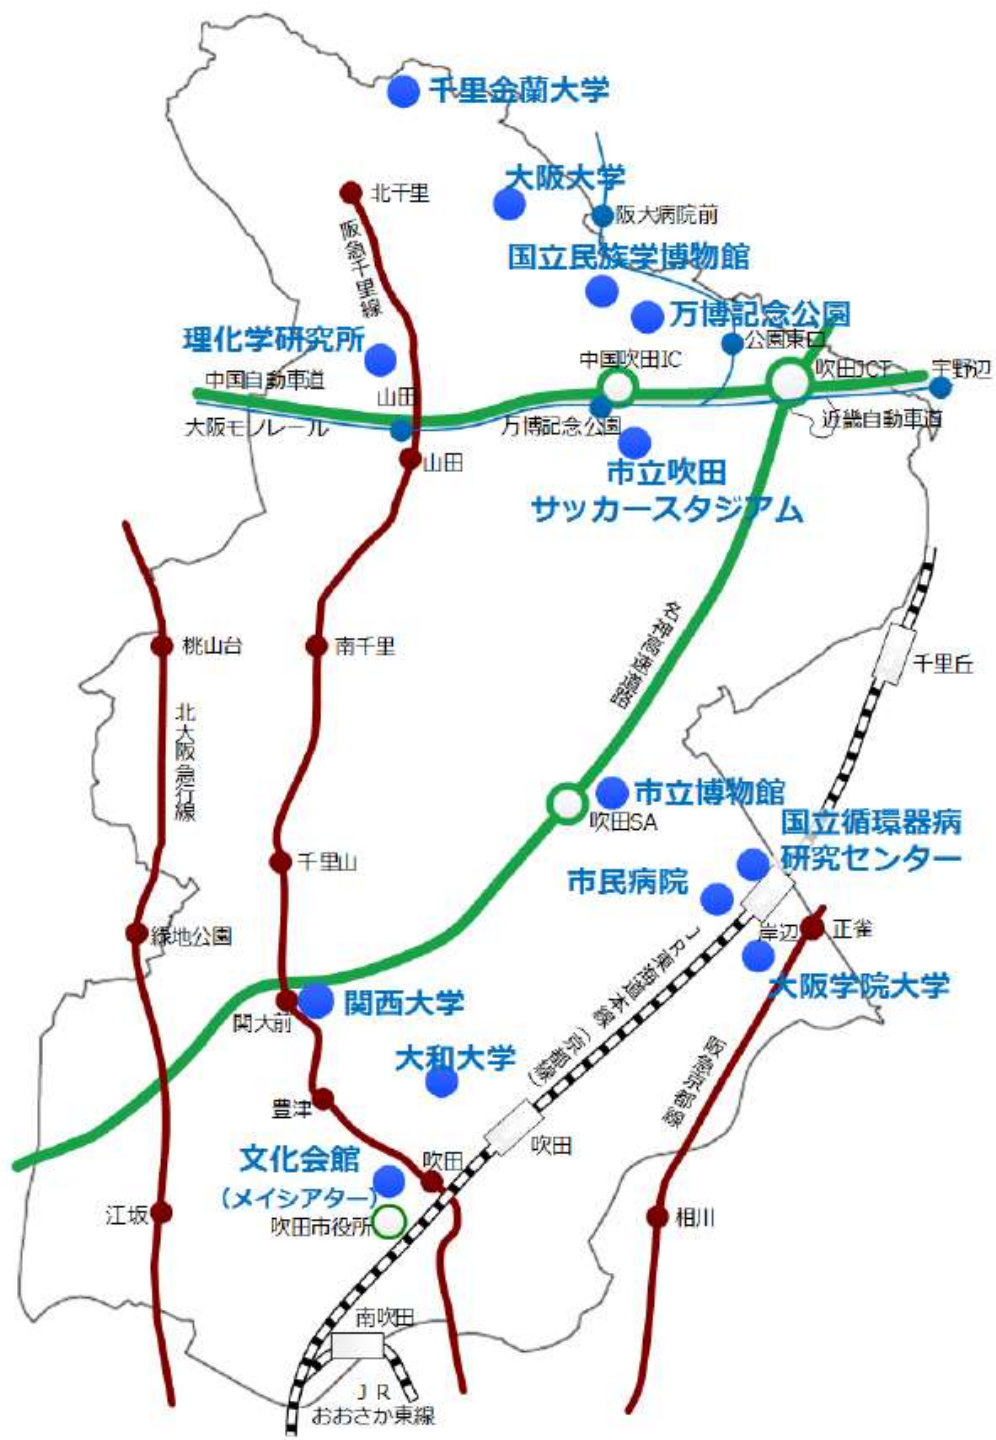 千里金蘭大学
北千里
大阪大学
阪大病院前
阪急千里線
国立民族学博物館
万博記念公園
理化学研究所
公園東口
中国吹田IC
吹田JCT
宇野辺
中国自動車道
山田
大阪モノレール
万博記念公園
近畿自動車道
山田
市立吹田
サッカースタジアム
名神高速道路
桃山台
南千里
千里丘
北大阪急行線
市立博物館
吹田SA
国立循環器病
研究センター
千里山
市民病院
緑地公園
岸辺
正雀
JR東海道本線(京都線)
大阪学院大学
関西大学
関大前
大和大学
阪急京都線
豊津
吹田
文化会館
(メイシアター)
吹田
江坂
吹田市役所
相川
南吹田
JR
おおさか東線